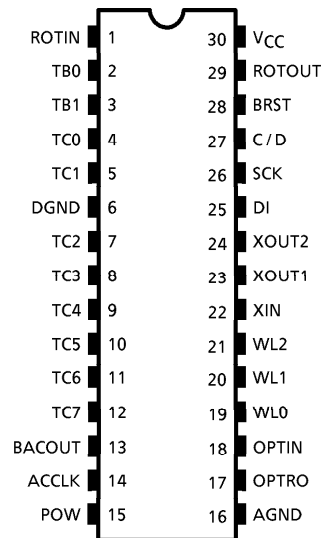 ROTIN 1 30 VCC
TB0 2 29 ROTOUT
TB1 3 28 BRST
TC0 4 27 C / D
TC1 5 26 SCK
DGND 6 25 DI
TC2 7 24 XOUT2
TC3 8 23 XOUT1
TC4 9 22 XIN
TC5 10 21 WL2
TC6 11 20 WL1
TC7 12 19 WL0
BACOUT 13 18 OPTIN
ACCLK 14 17 OPTRO
POW 15 16 AGND